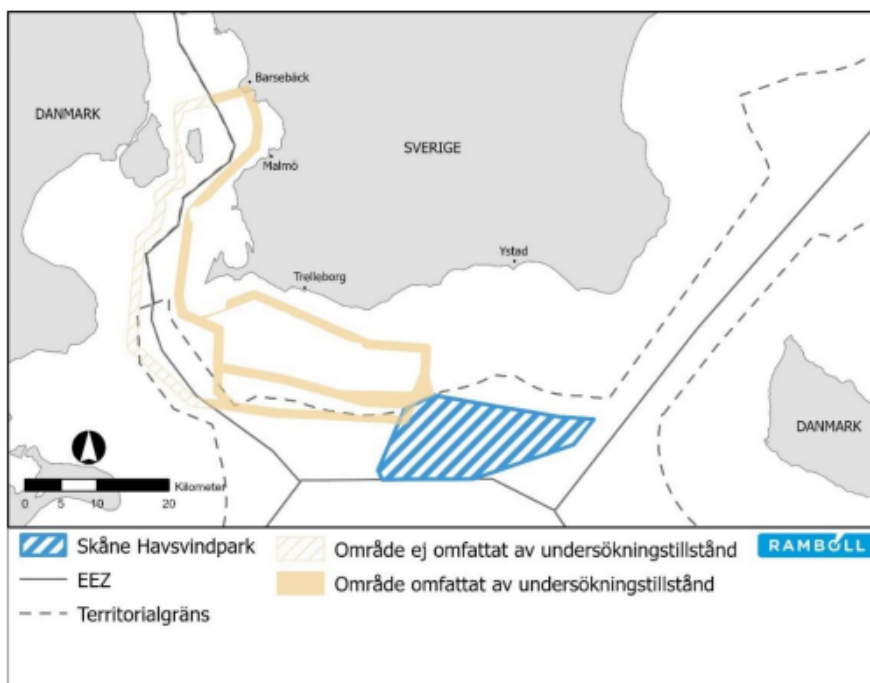 Barsebäck
DANMARK
SVERIGE
Malmö
Ystad
Trelleborg
DANMARK
Kilometer
0 5 10 20
Skåne Havsvindpark
EEZ
Territorialgräns
Område ej omfattat av undersökningstillstånd
Område omfattat av undersökningstillstånd
RAMBOLL